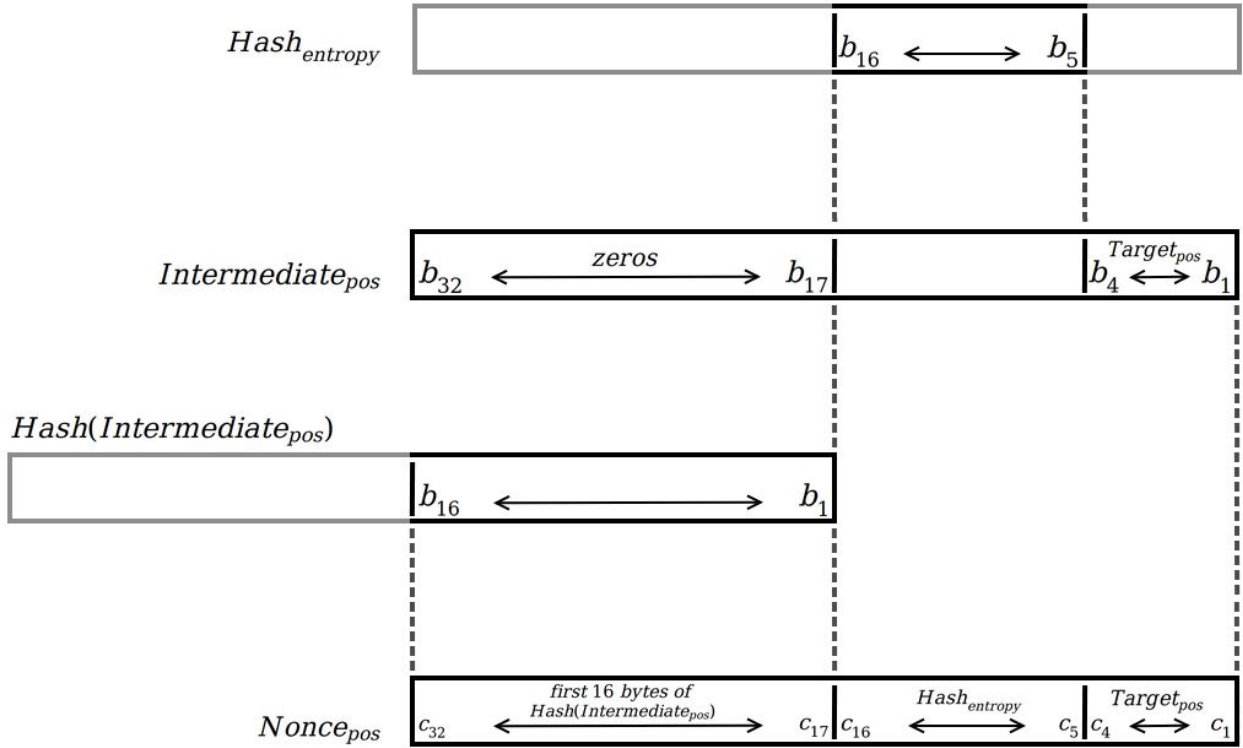 Hash_entropy b_16 b_5
Intermediate_pos b_32 zeros b_17 Target_pos b_4 b_1
Hash(Intermediate_pos)
b_16 b_1
Nonce_pos c_32 first 16 bytes of
Hash(Intermediate_pos) c_17 c_16 Hash_entropy c_5 c_4 Target_pos c_1